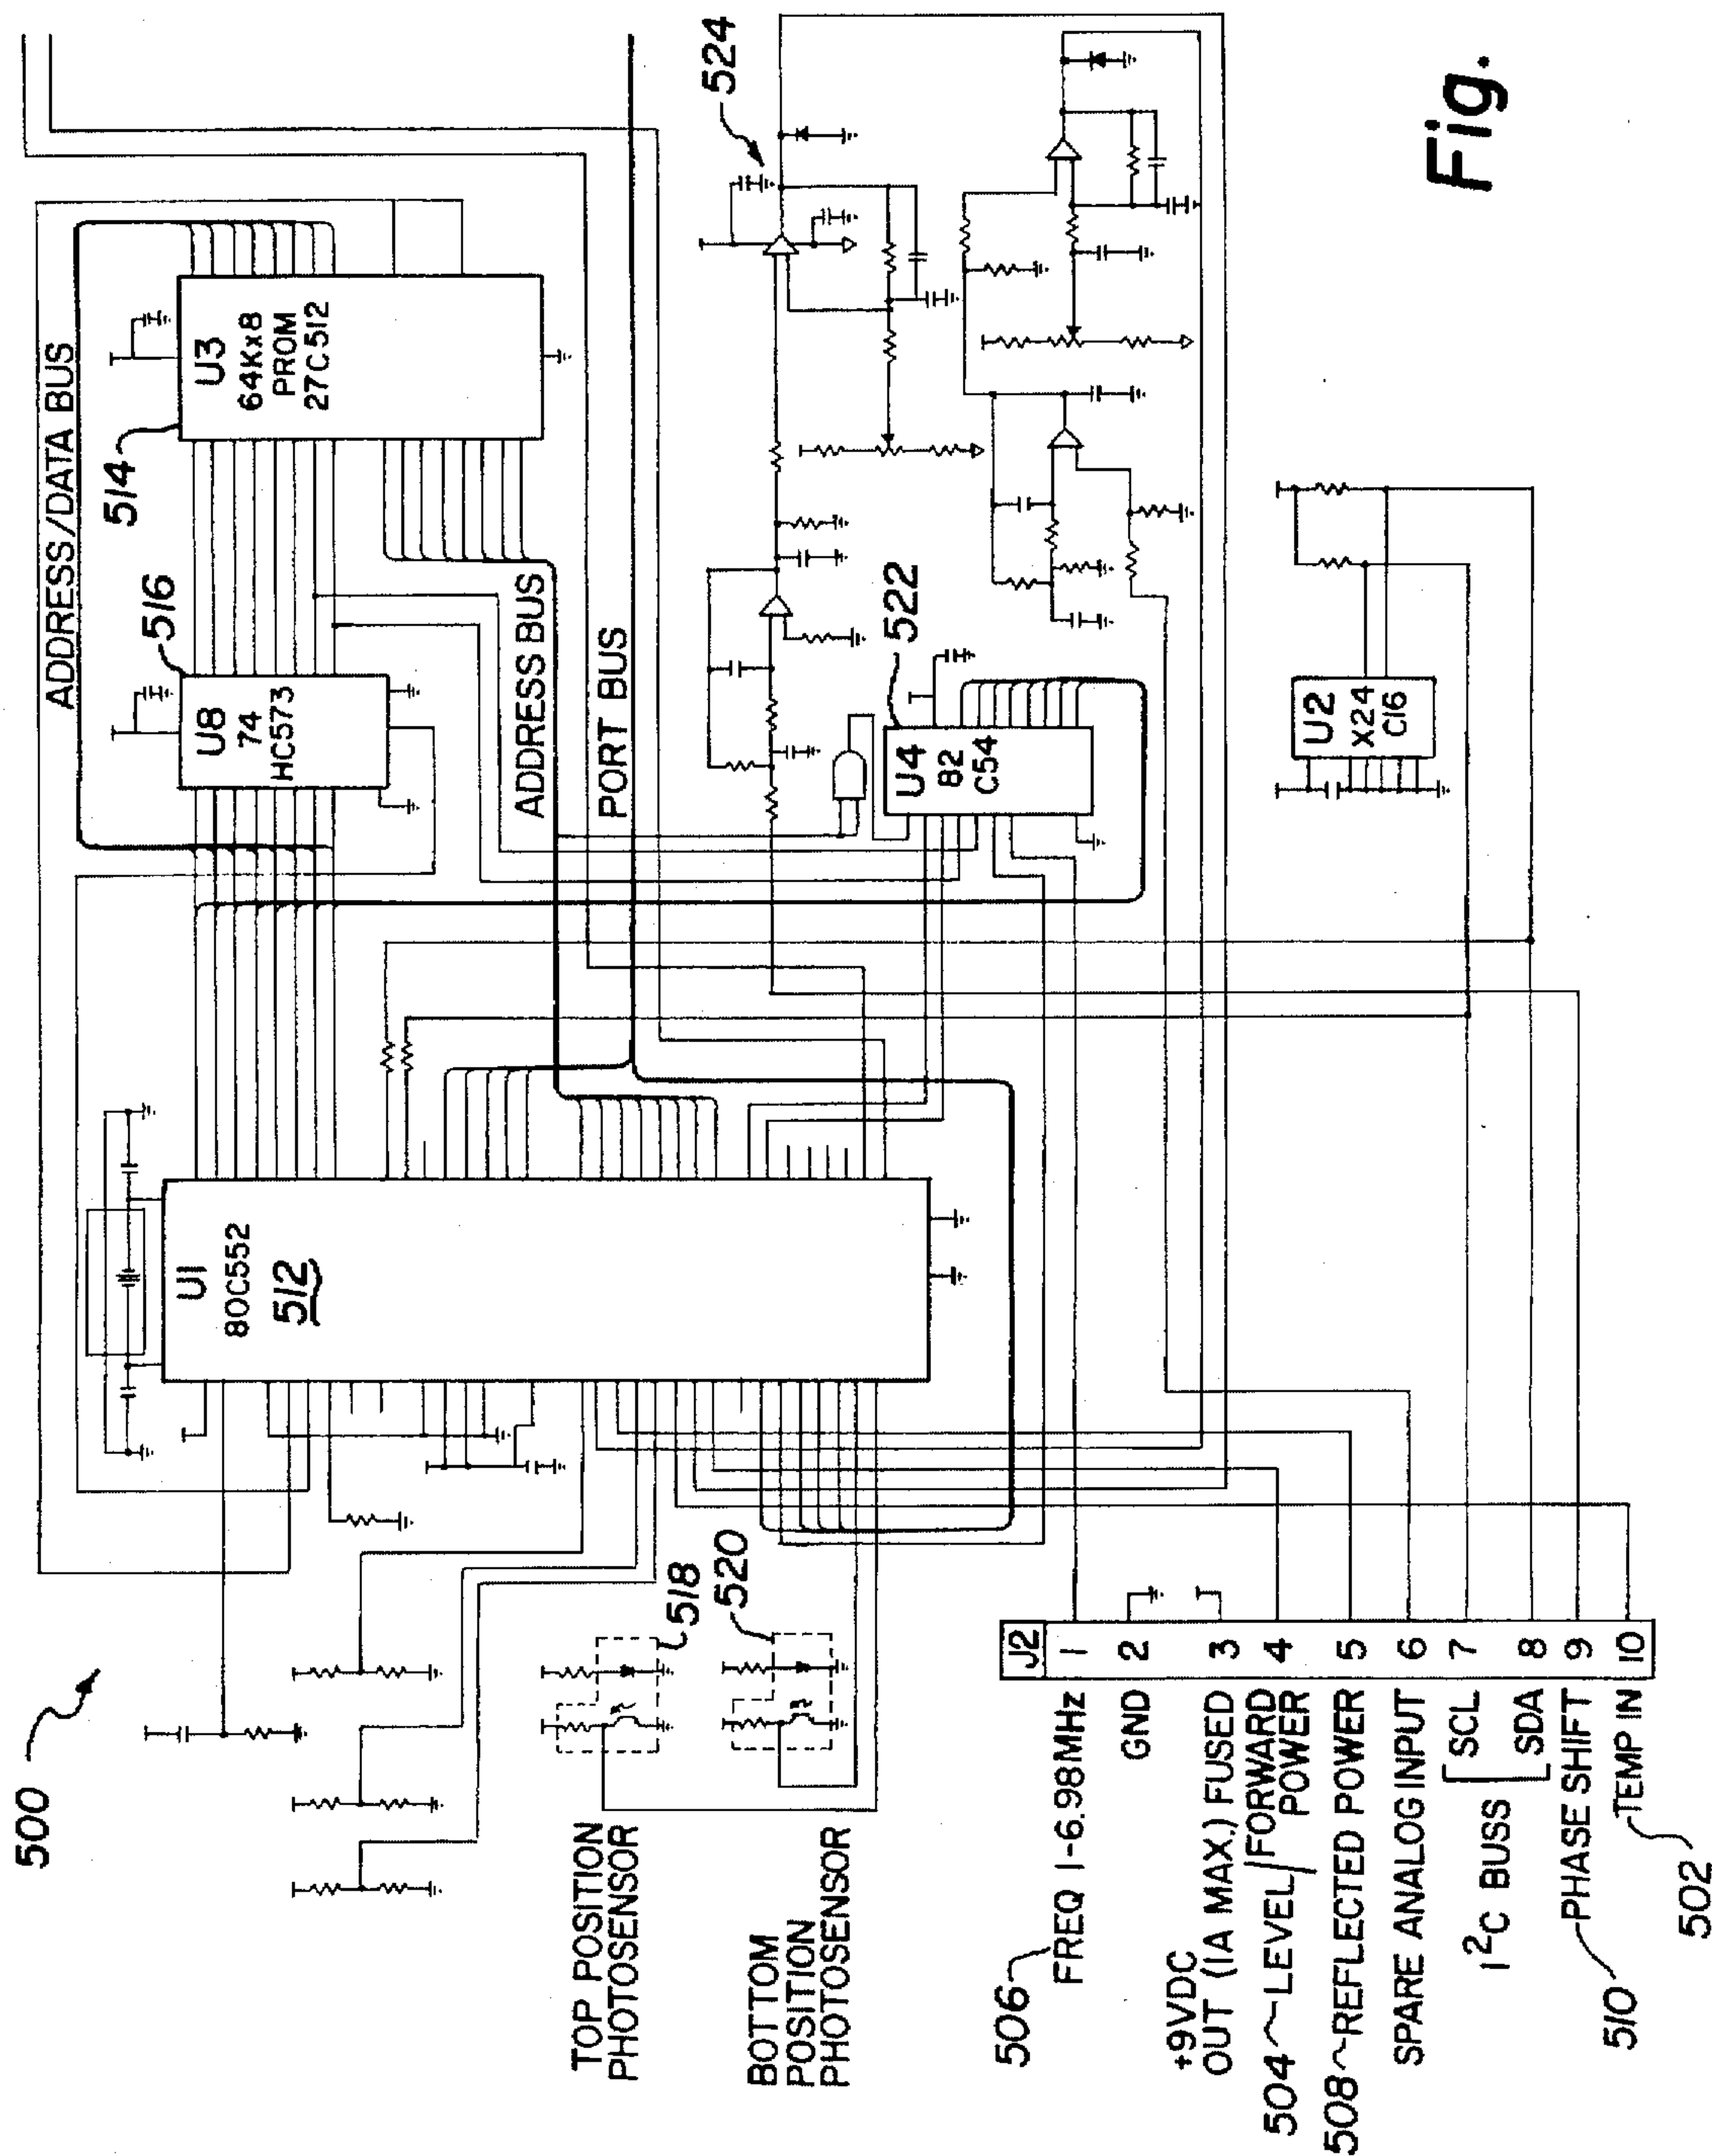 500
ADDRESS/DATA BUS
514
U3
64Kx8
PROM
27C512
516
U8
74
HC573
U1
80C552
512
ADDRESS BUS
PORT BUS
524
522
U4
82
C54
U2
X24
C16
TOP POSITION
PHOTOSENSOR
518
BOTTOM
POSITION
PHOTOSENSOR
520
J2
506
FREQ 1-6.98MHz
1
GND
2
+9VDC
OUT (1A MAX.) FUSED
3
504
LEVEL/FORWARD
POWER
4
508
REFLECTED POWER
5
SPARE ANALOG INPUT
6
I²C BUSS
SCL
7
SDA
8
510
PHASE SHIFT
9
502
TEMP IN
10
Fig.